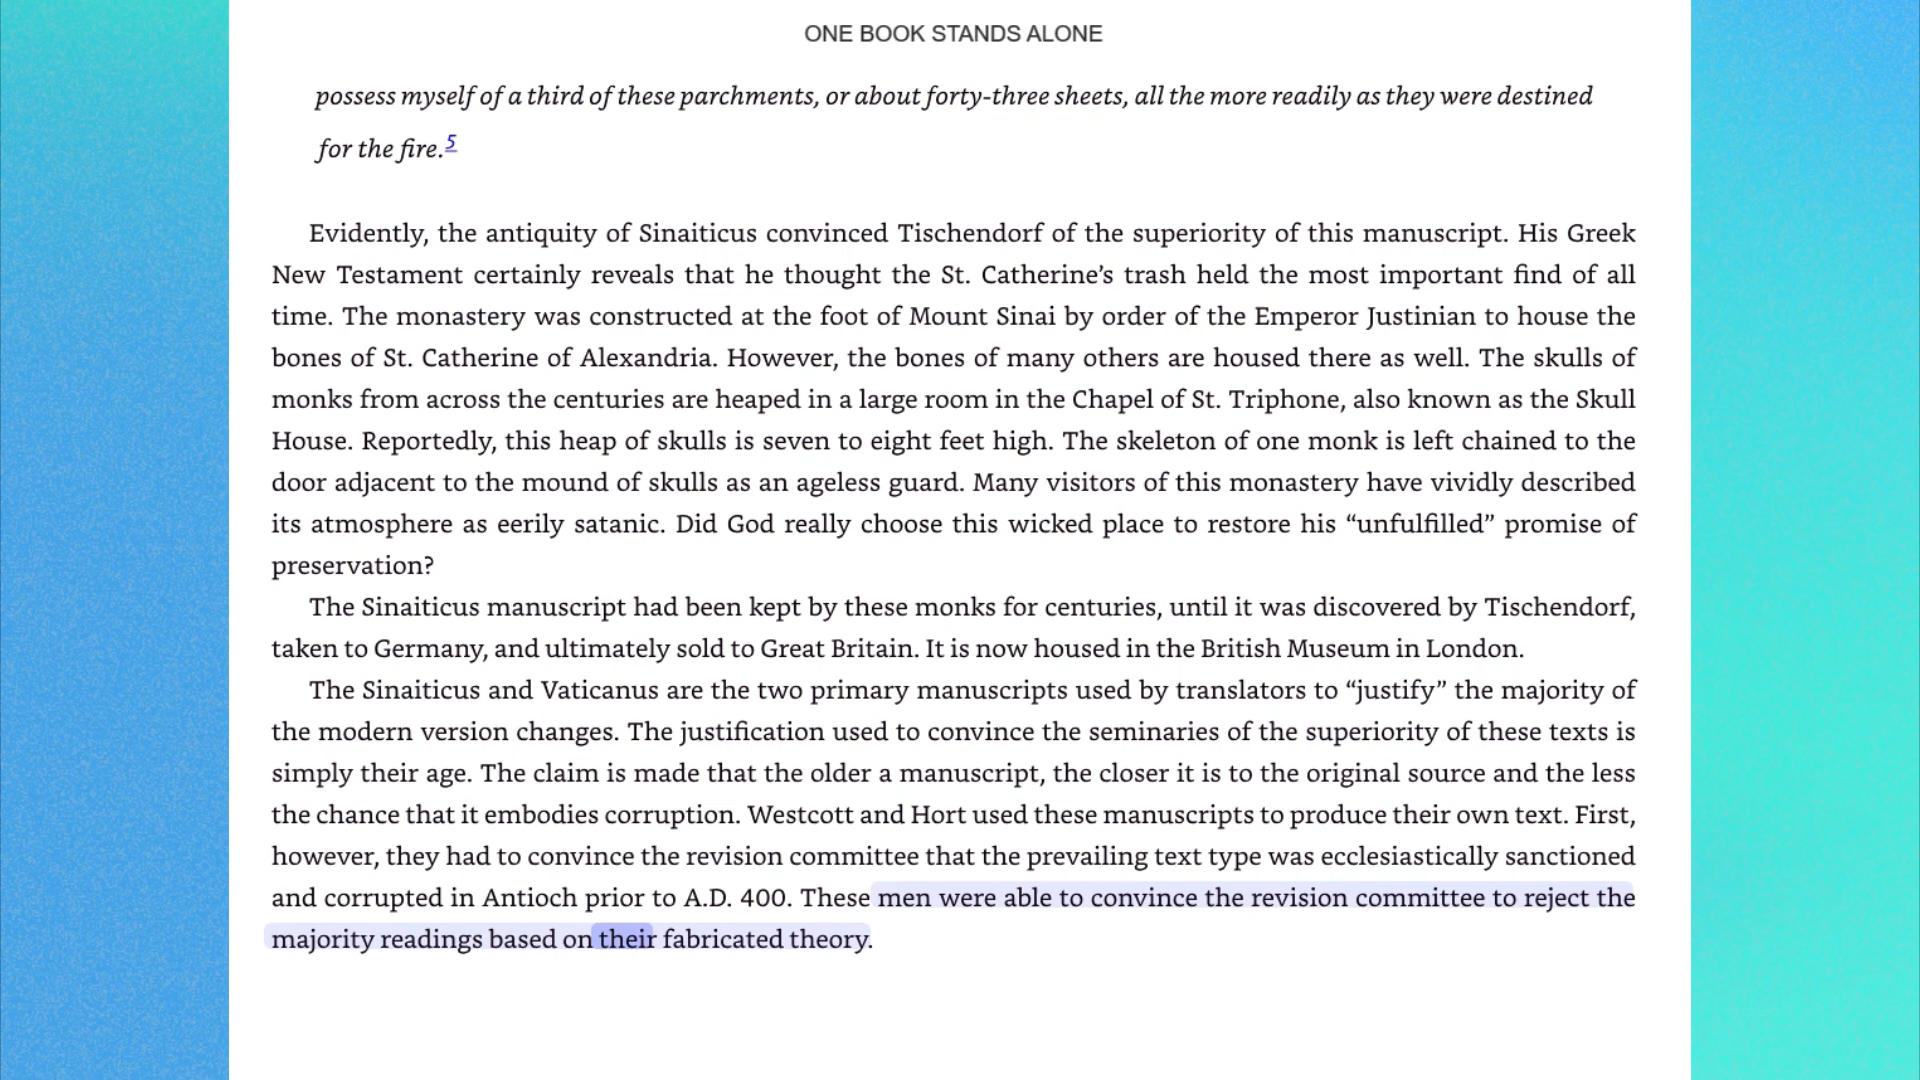 ONE BOOK STANDS ALONE
possess myself of a third of these parchments, or about forty-three sheets, all the more readily as they were destined
for the fire.5
Evidently, the antiquity of Sinaiticus convinced Tischendorf of the superiority of this manuscript. His Greek
New Testament certainly reveals that he thought the St. Catherine’s trash held the most important find of all
time. The monastery was constructed at the foot of Mount Sinai by order of the Emperor Justinian to house the
bones of St. Catherine of Alexandria. However, the bones of many others are housed there as well. The skulls of
monks from across the centuries are heaped in a large room in the Chapel of St. Triphone, also known as the Skull
House. Reportedly, this heap of skulls is seven to eight feet high. The skeleton of one monk is left chained to the
door adjacent to the mound of skulls as an ageless guard. Many visitors of this monastery have vividly described
its atmosphere as eerily satanic. Did God really choose this wicked place to restore his “unfulfilled” promise of
preservation?
The Sinaiticus manuscript had been kept by these monks for centuries, until it was discovered by Tischendorf,
taken to Germany, and ultimately sold to Great Britain. It is now housed in the British Museum in London.
The Sinaiticus and Vaticanus are the two primary manuscripts used by translators to “justify” the majority of
the modern version changes. The justification used to convince the seminaries of the superiority of these texts is
simply their age. The claim is made that the older a manuscript, the closer it is to the original source and the less
the chance that it embodies corruption. Westcott and Hort used these manuscripts to produce their own text. First,
however, they had to convince the revision committee that the prevailing text type was ecclesiastically sanctioned
and corrupted in Antioch prior to A.D. 400. These men were able to convince the revision committee to reject the
majority readings based on their fabricated theory.